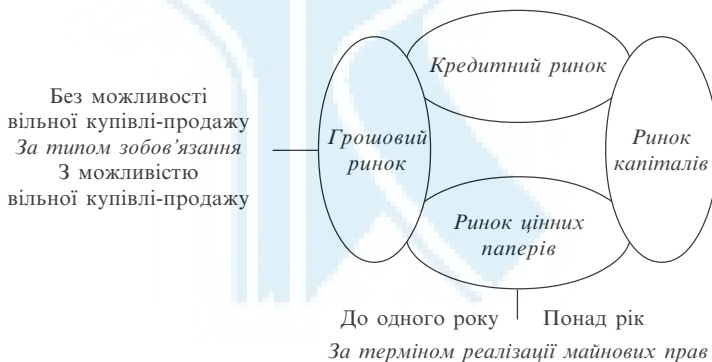 Кредитний ринок
Без можливості
вільної купівлі-продажу
За типом зобов'язання
З можливістю
вільної купівлі-продажу
Грошовий
ринок
Ринок
капіталів
Ринок цінних
паперів
До одного року Понад рік
За терміном реалізації майнових прав